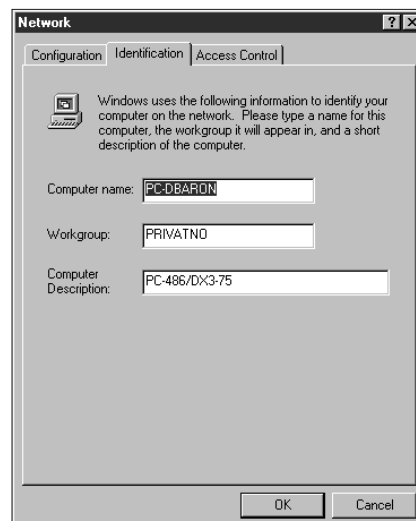 Network
Configuration Identification Access Control
Windows uses the following information to identify your
computer on the network. Please type a name for this
computer, the workgroup it will appear in, and a short
description of the computer.
Computer name: PC-DBARON
Workgroup: PRIVATNO
Computer
Description: PC-486/DX3-75
OK Cancel